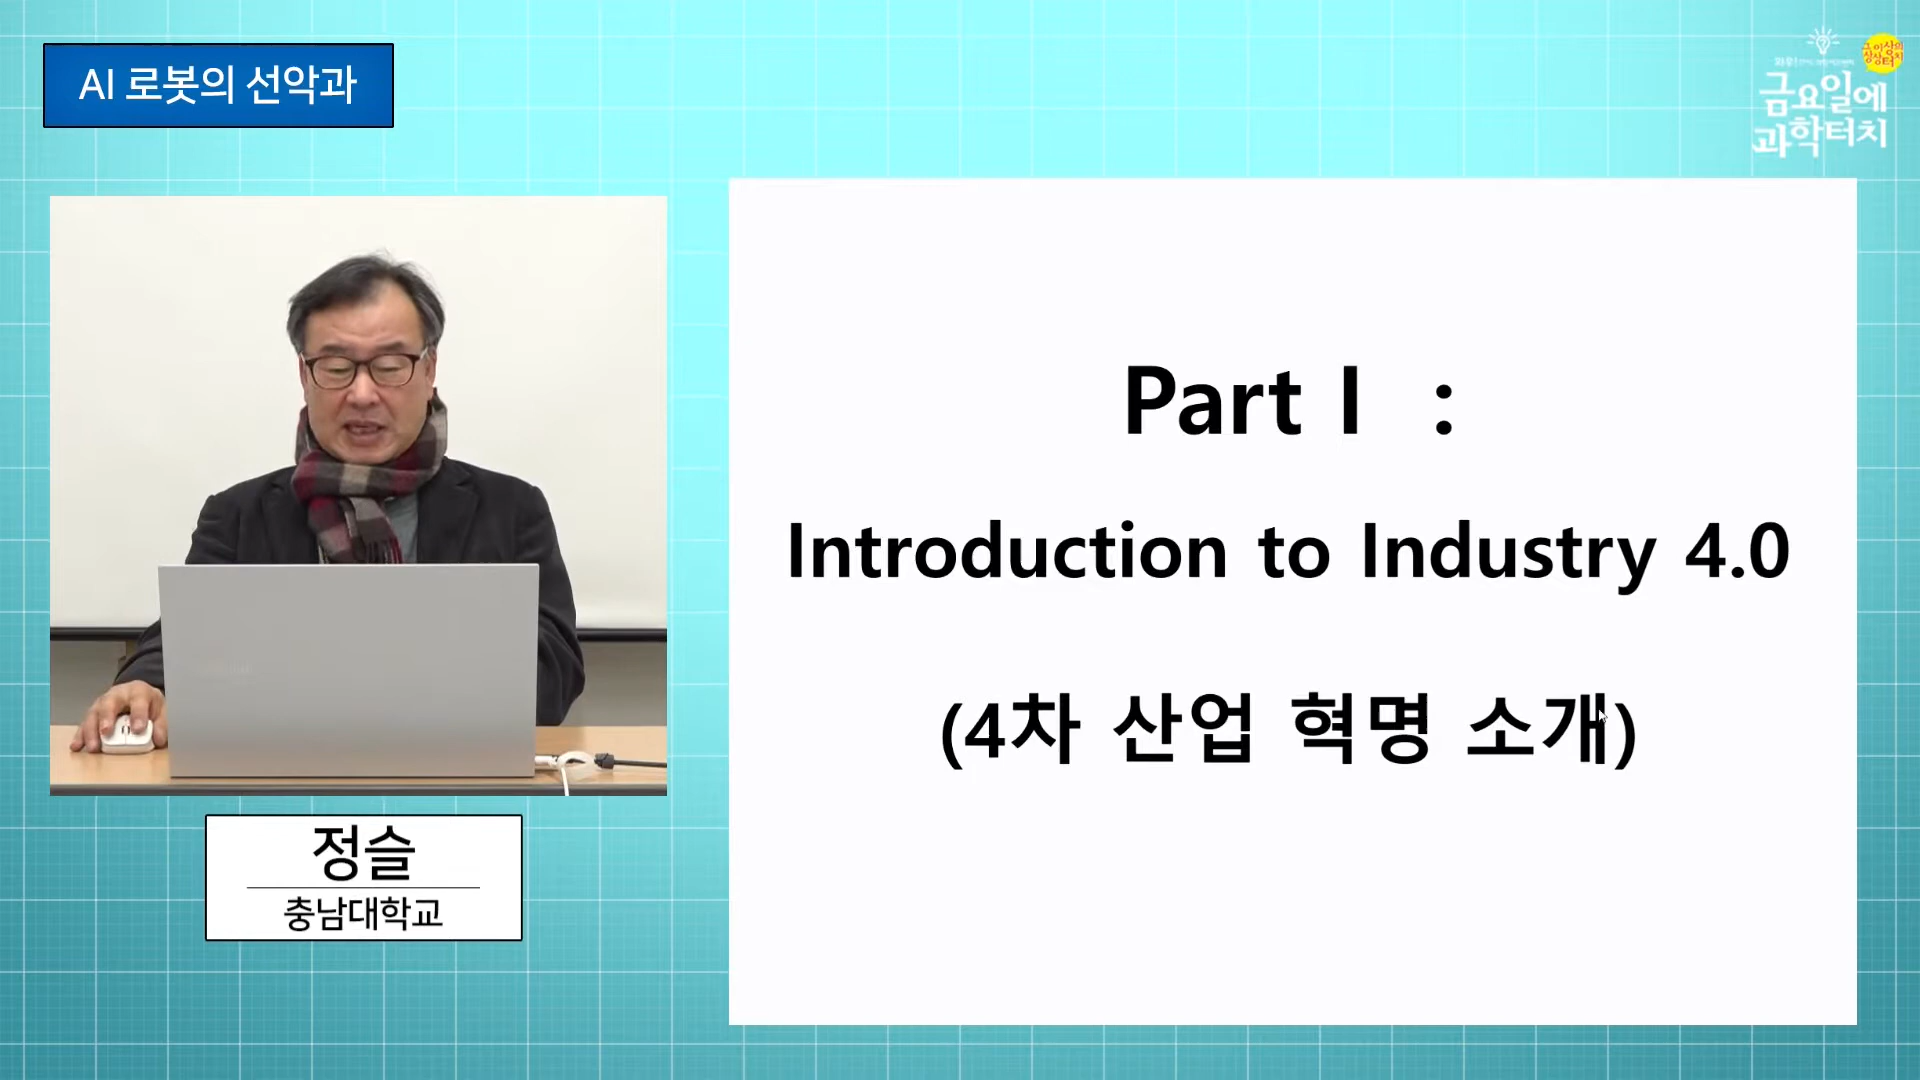 AI 로봇의 선악과
금요일에
과학터치
Part I :
Introduction to Industry 4.0
(4차 산업 혁명 소개)
정슬
충남대학교